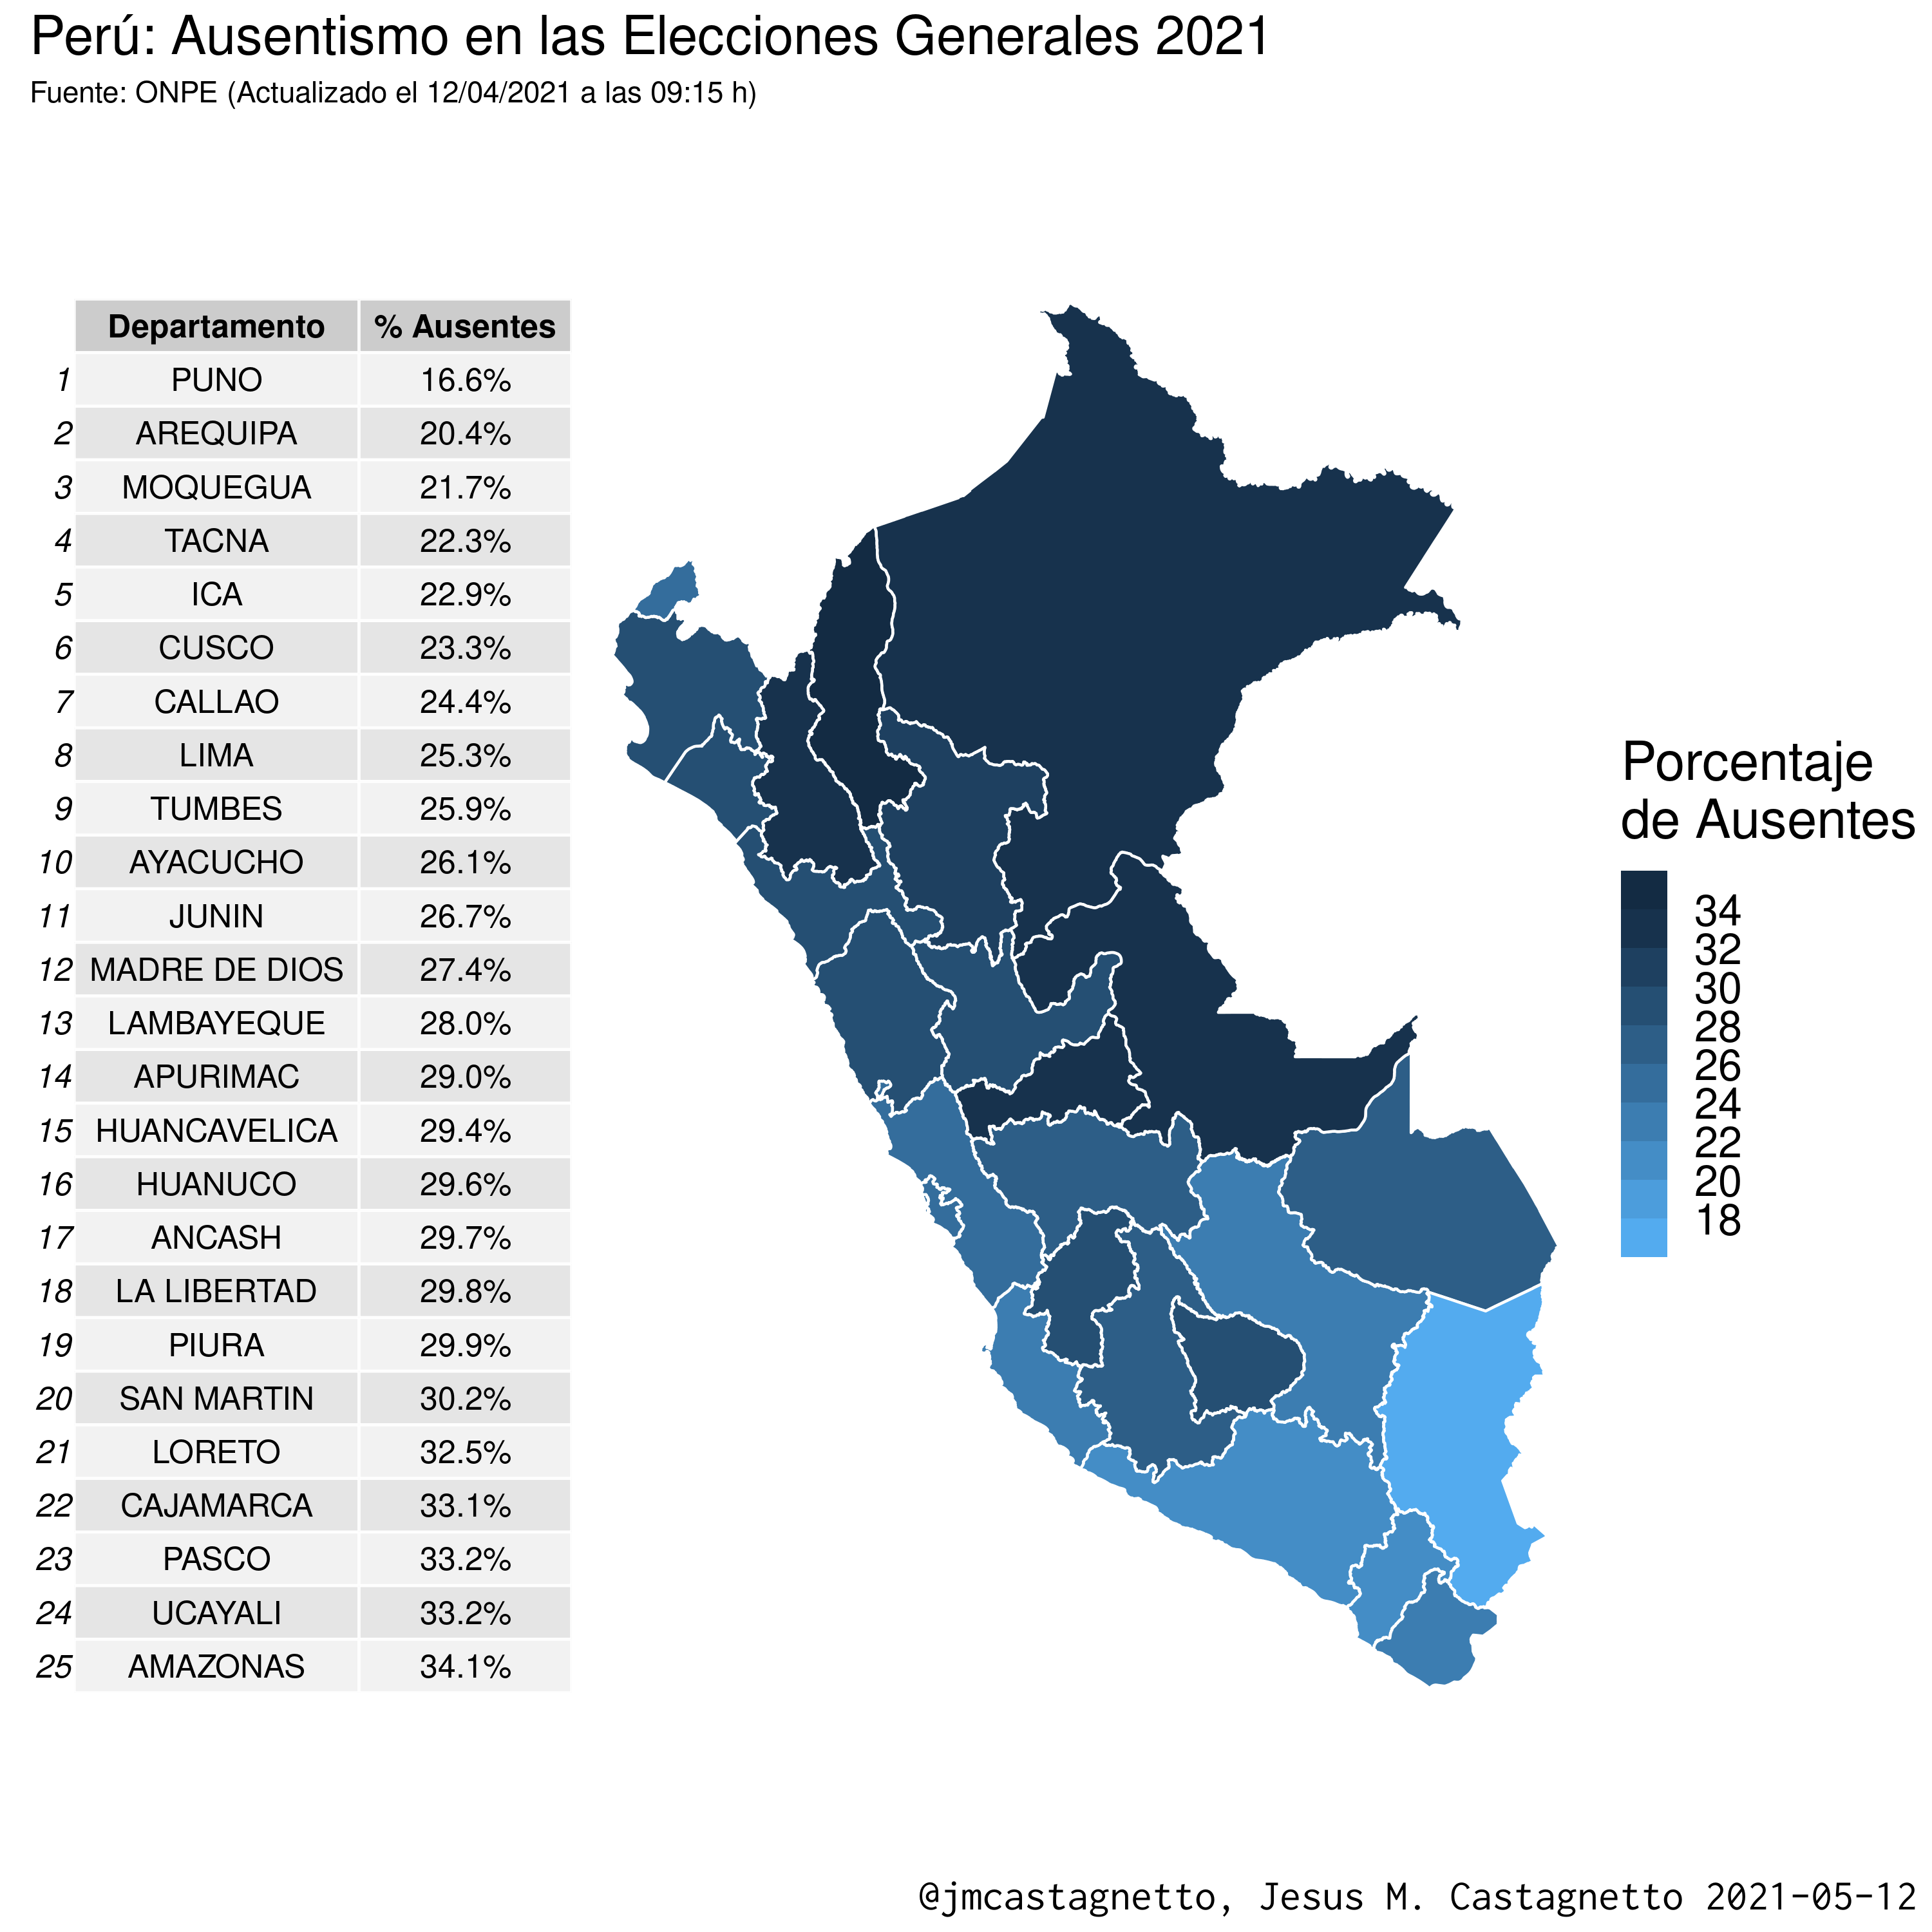 Perú: Ausentismo en las Elecciones Generales 2021
Fuente: ONPE (Actualizado el 12/04/2021 a las 09:15 h)
Departamento % Ausentes
1 PUNO 16.6%
2 AREQUIPA 20.4%
3 MOQUEGUA 21.7%
4 TACNA 22.3%
5 ICA 22.9%
6 CUSCO 23.3%
7 CALLAO 24.4%
8 LIMA 25.3%
9 TUMBES 25.9%
10 AYACUCHO 26.1%
11 JUNIN 26.7%
12 MADRE DE DIOS 27.4%
13 LAMBAYEQUE 28.0%
14 APURIMAC 29.0%
15 HUANCAVELICA 29.4%
16 HUANUCO 29.6%
17 ANCASH 29.7%
18 LA LIBERTAD 29.8%
19 PIURA 29.9%
20 SAN MARTIN 30.2%
21 LORETO 32.5%
22 CAJAMARCA 33.1%
23 PASCO 33.2%
24 UCAYALI 33.2%
25 AMAZONAS 34.1%
Porcentaje
de Ausentes
34
32
30
28
26
24
22
20
18
@jmcastagnetto, Jesus M. Castagnetto 2021-05-12